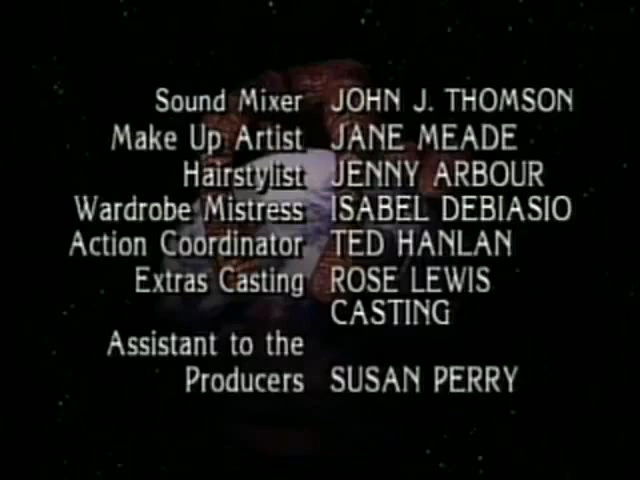 Sound Mixer JOHN J. THOMSON
Make Up Artist JANE MEADE
Hairstylist JENNY ARBOUR
Wardrobe Mistress ISABEL DEBIASIO
Action Coordinator TED HANLAN
Extras Casting ROSE LEWIS
CASTING
Assistant to the
Producers SUSAN PERRY